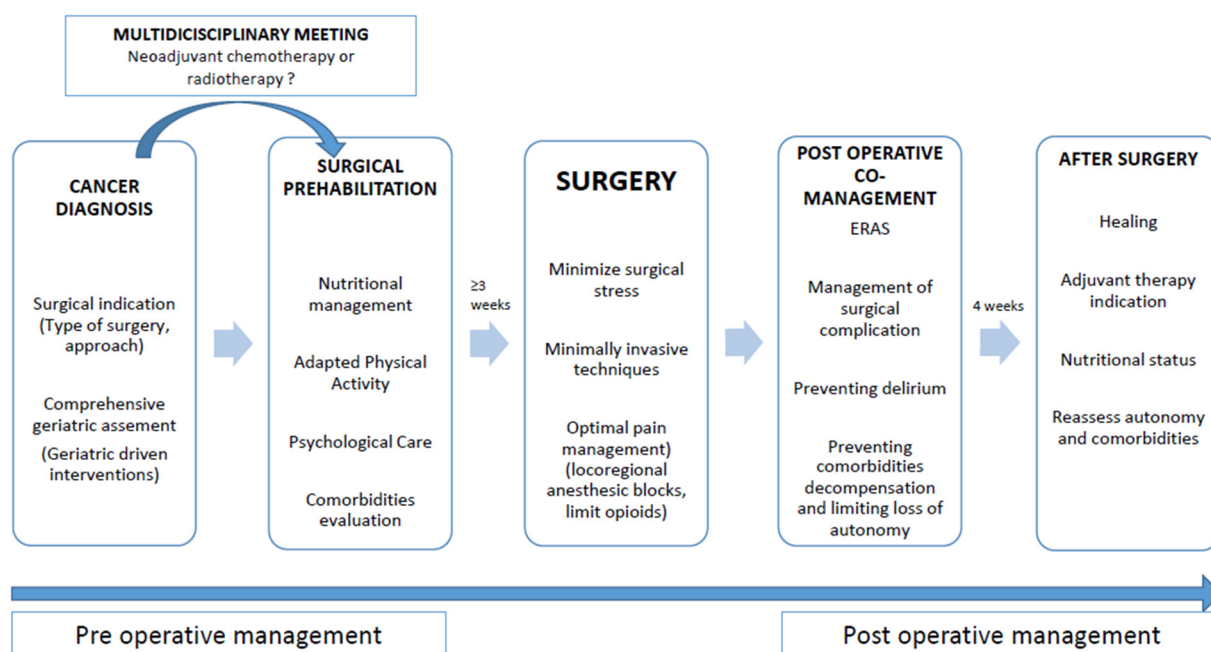 MULTIDICISCIPLINARY MEETING
Neoadjuvant chemotherapy or
radiotherapy ?
CANCER
DIAGNOSIS
Surgical indication
(Type of surgery,
approach)
Comprehensive
geriatric assement
(Geriatric driven
interventions)
SURGICAL
PREHABILITATION
Nutritional
management
Adapted Physical
Activity
Psychological Care
Comorbidities
evaluation
≥3
weeks
SURGERY
Minimize surgical
stress
Minimally invasive
techniques
Optimal pain
management)
(locoregional
anesthesic blocks,
limit opioids)
POST OPERATIVE
CO-
MANAGEMENT
ERAS
Management of
surgical
complication
Preventing delirium
Preventing
comorbidities
decompensation
and limiting loss of
autonomy
4 weeks
AFTER SURGERY
Healing
Adjuvant therapy
indication
Nutritional status
Reassess autonomy
and comorbidities
Pre operative management
Post operative management